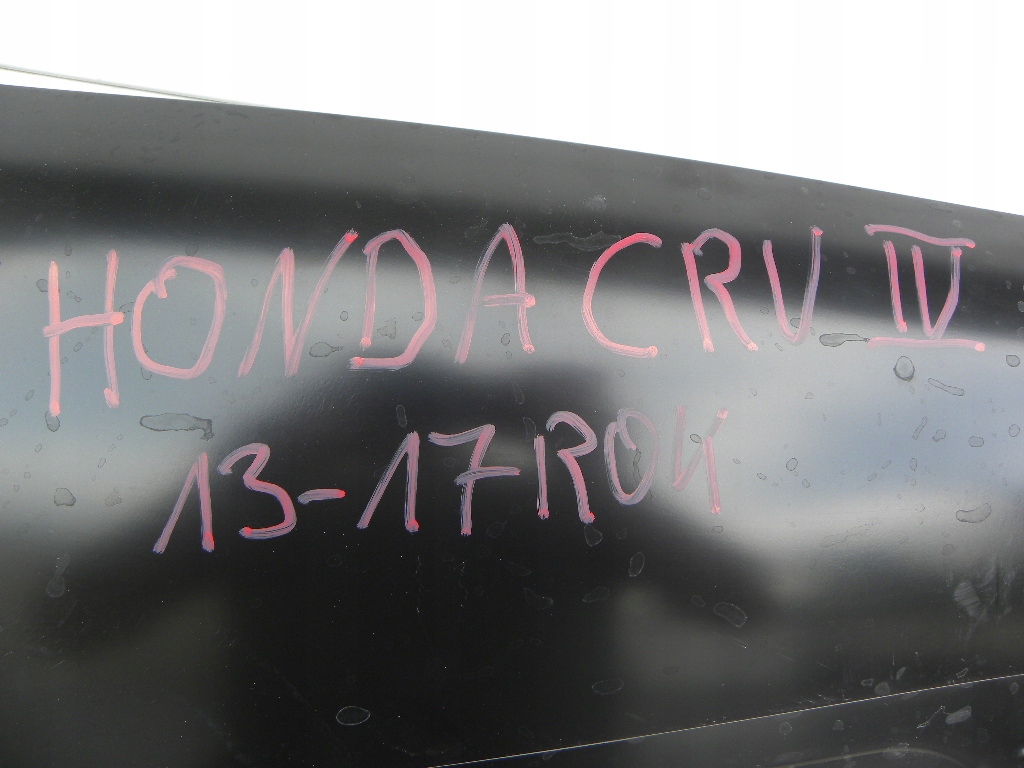 HONDA CRV IV
13-17 ROK